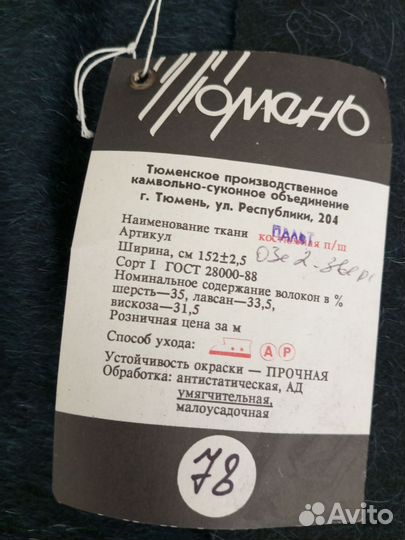 Тюмень
Тюменское производственное
камвольно-суконное объединение
г. Тюмень, ул. Республики, 204
Наименование ткани п/ш
Артикул
Ширина, см 152±2,5
Сорт I ГОСТ 28000-88
Номинальное содержание волокон в %
шерсть—35, лавсан—33,5,
вискоза—31,5
Розничная цена за м
Способ ухода: А Р
Устойчивость окраски — ПРОЧНАЯ
Обработка: антистатическая, АД
умягчительная,
малоусадочная
78
Avito